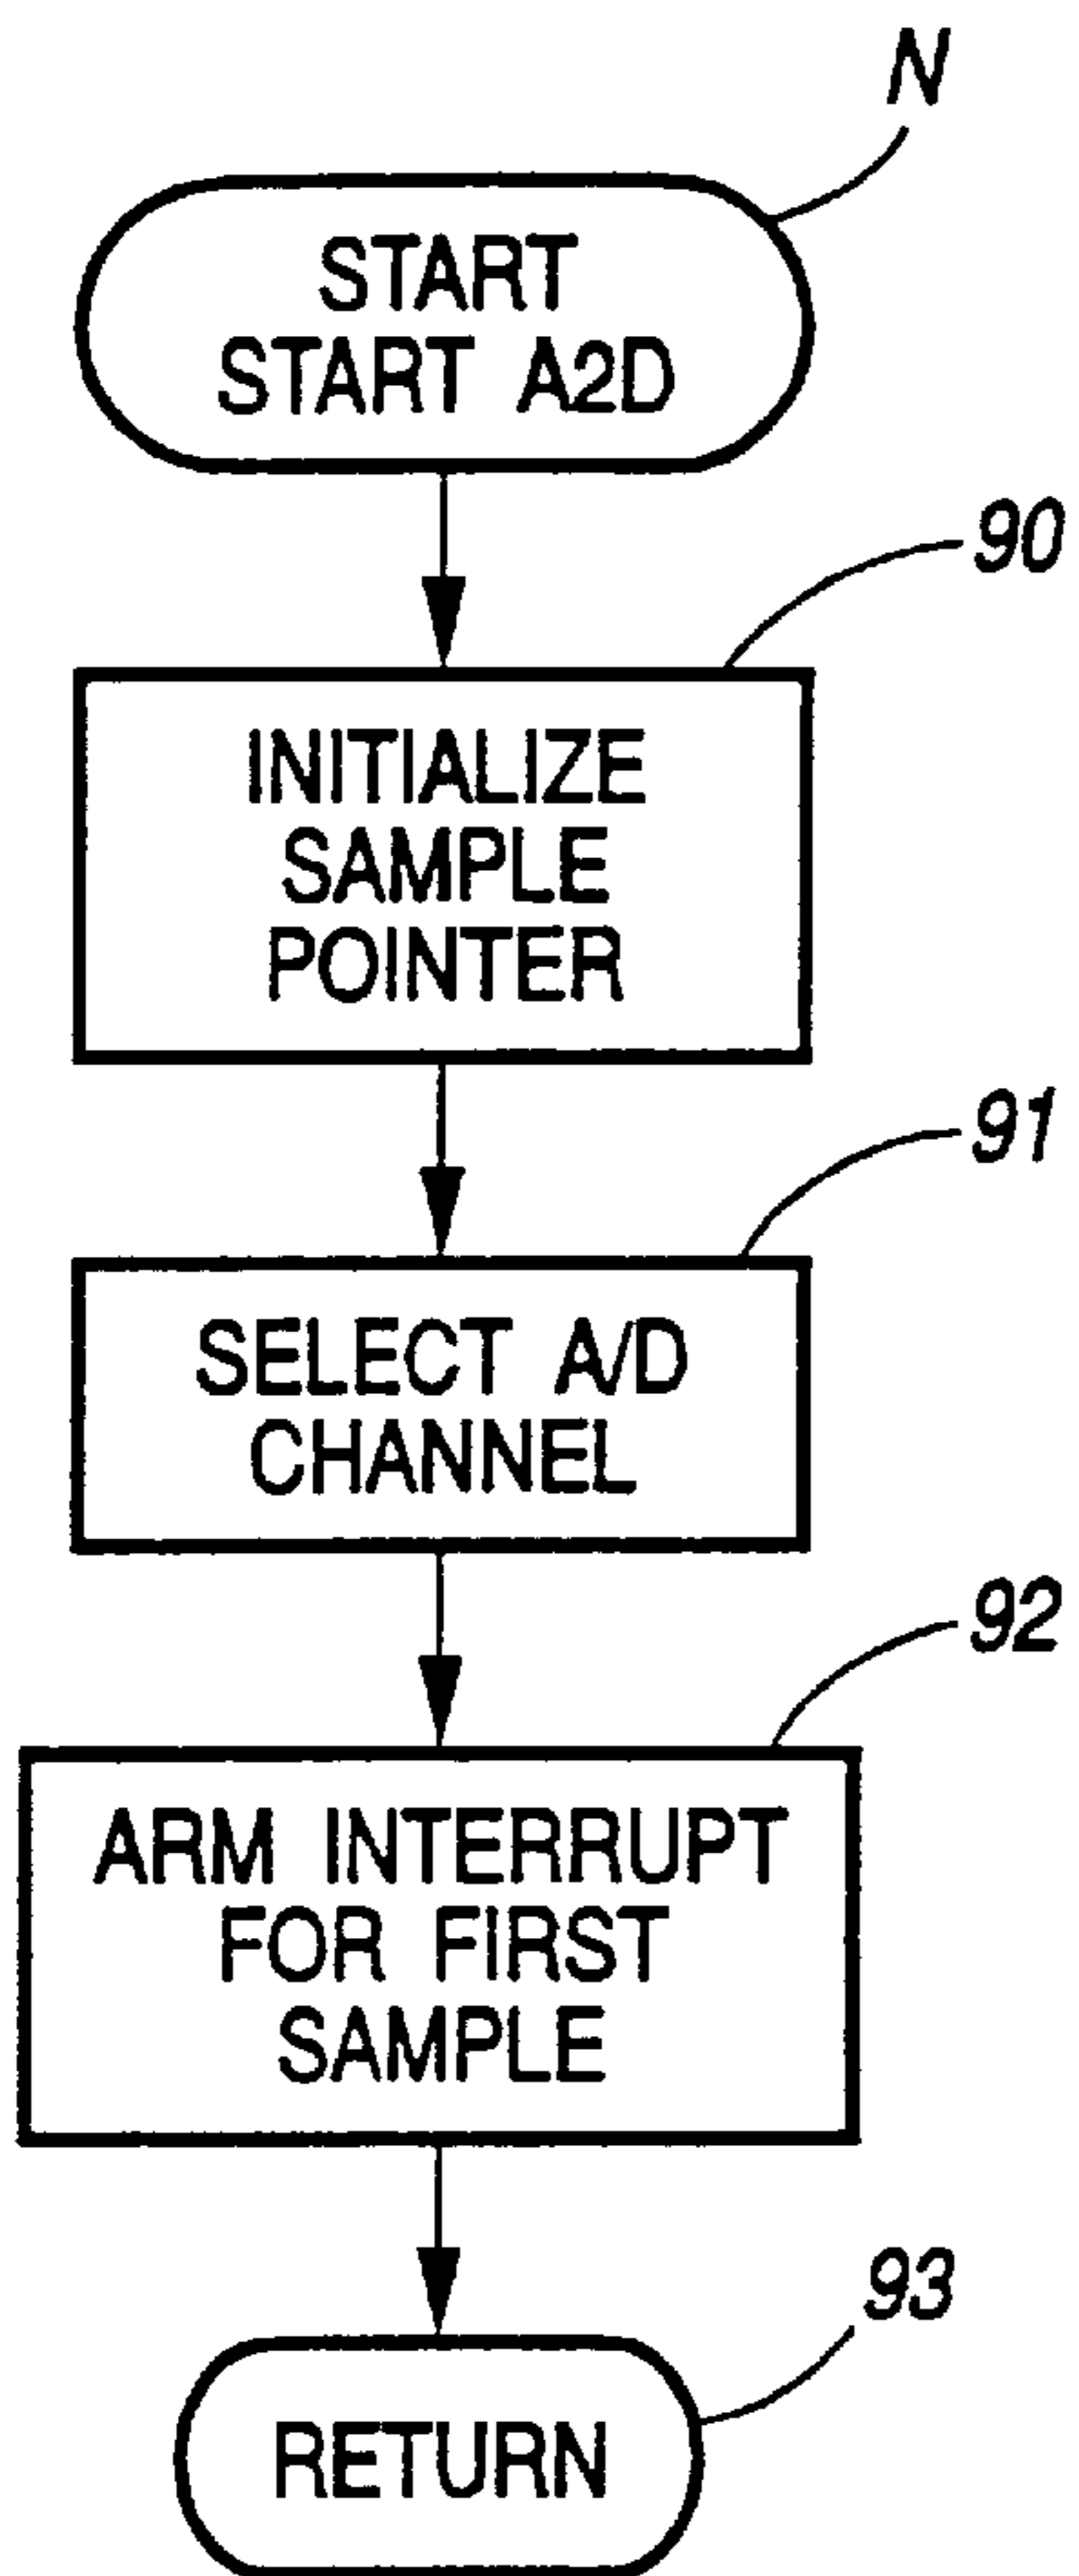 N
START
START A2D
90
INITIALIZE
SAMPLE
POINTER
91
SELECT A/D
CHANNEL
92
ARM INTERRUPT
FOR FIRST
SAMPLE
93
RETURN